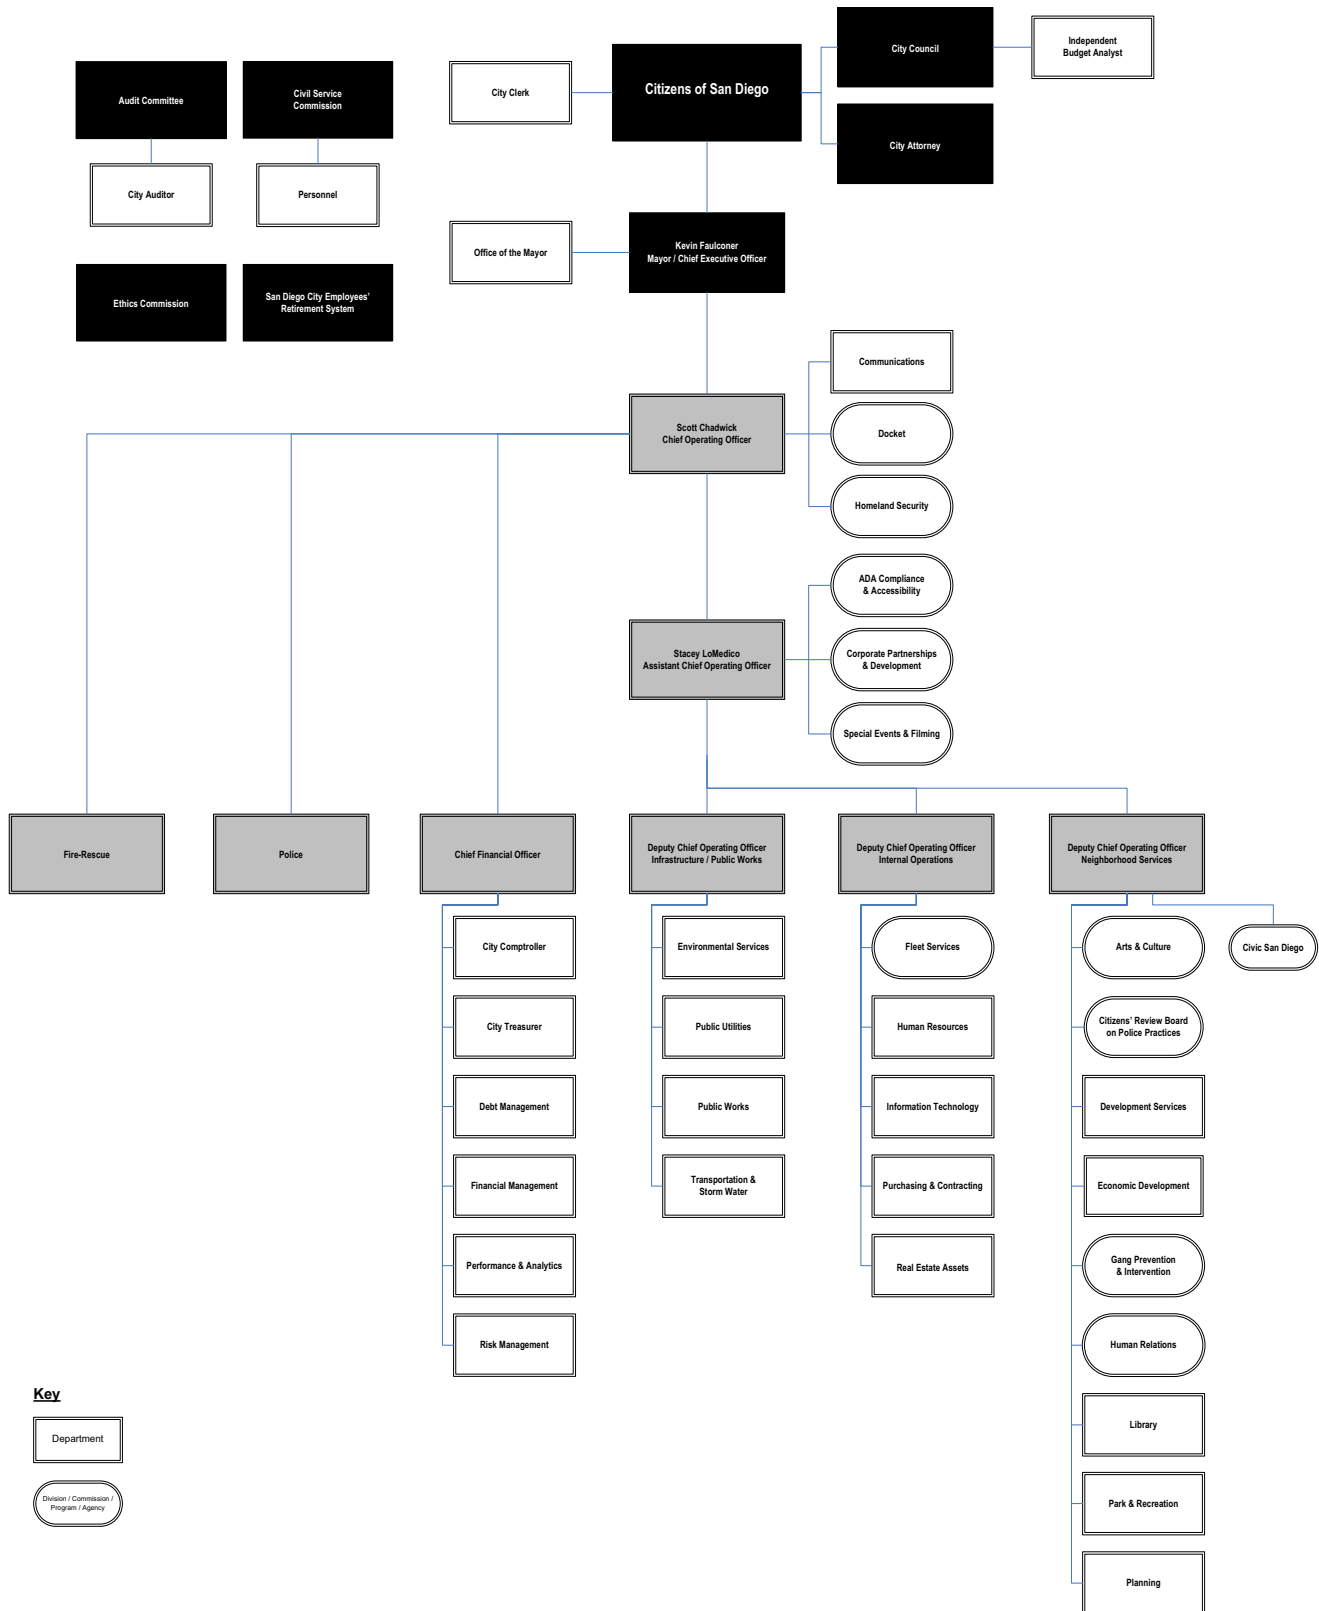 City Council
Independent
Budget Analyst
Citizens of San Diego
City Clerk
City Attorney
Audit Committee
Civil Service
Commission
City Auditor
Personnel
Ethics Commission
San Diego City Employees'
Retirement System
Office of the Mayor
Kevin Faulconer
Mayor / Chief Executive Officer
Communications
Scott Chadwick
Chief Operating Officer
Docket
Homeland Security
ADA Compliance
& Accessibility
Stacey LoMedico
Assistant Chief Operating Officer
Corporate Partnerships
& Development
Special Events & Filming
Fire-Rescue
Police
Chief Financial Officer
Deputy Chief Operating Officer
Infrastructure / Public Works
Deputy Chief Operating Officer
Internal Operations
Deputy Chief Operating Officer
Neighborhood Services
City Comptroller
City Treasurer
Debt Management
Financial Management
Performance & Analytics
Risk Management
Environmental Services
Public Utilities
Public Works
Transportation &
Storm Water
Fleet Services
Human Resources
Information Technology
Purchasing & Contracting
Real Estate Assets
Arts & Culture
Civic San Diego
Citizens' Review Board
on Police Practices
Development Services
Economic Development
Gang Prevention
& Intervention
Human Relations
Library
Park & Recreation
Planning
Key
Department
Division / Commission /
Program / Agency